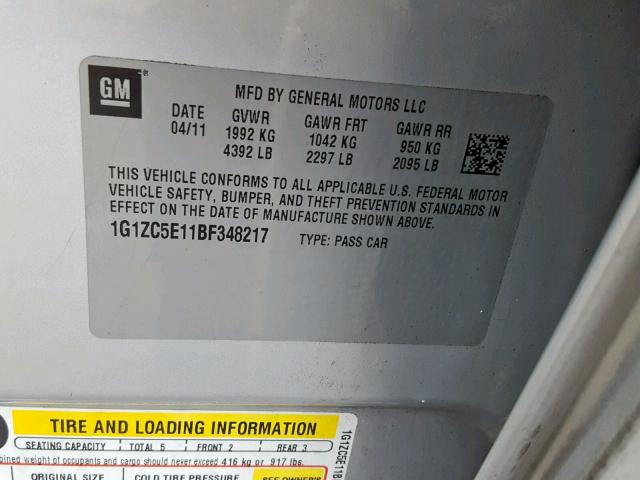 GM
MFD BY GENERAL MOTORS LLC
DATE GVWR GAWR FRT GAWR RR
04/11 1992 KG 1042 KG 950 KG
4392 LB 2297 LB 2095 LB
THIS VEHICLE CONFORMS TO ALL APPLICABLE U.S. FEDERAL MOTOR
VEHICLE SAFETY, BUMPER, AND THEFT PREVENTION STANDARDS IN
EFFECT ON THE DATE OF MANUFACTURE SHOWN ABOVE.
1G1ZC5E11BF348217 TYPE: PASS CAR
TIRE AND LOADING INFORMATION
SEATING CAPACITY TOTAL 5 FRONT 2 REAR 3
weight of occupants and cargo should never exceed 416 kg or 917 lbs.
ORIGINAL SIZE COLD TIRE PRESSURE SEE OWNER'S
1G1ZC5E11B